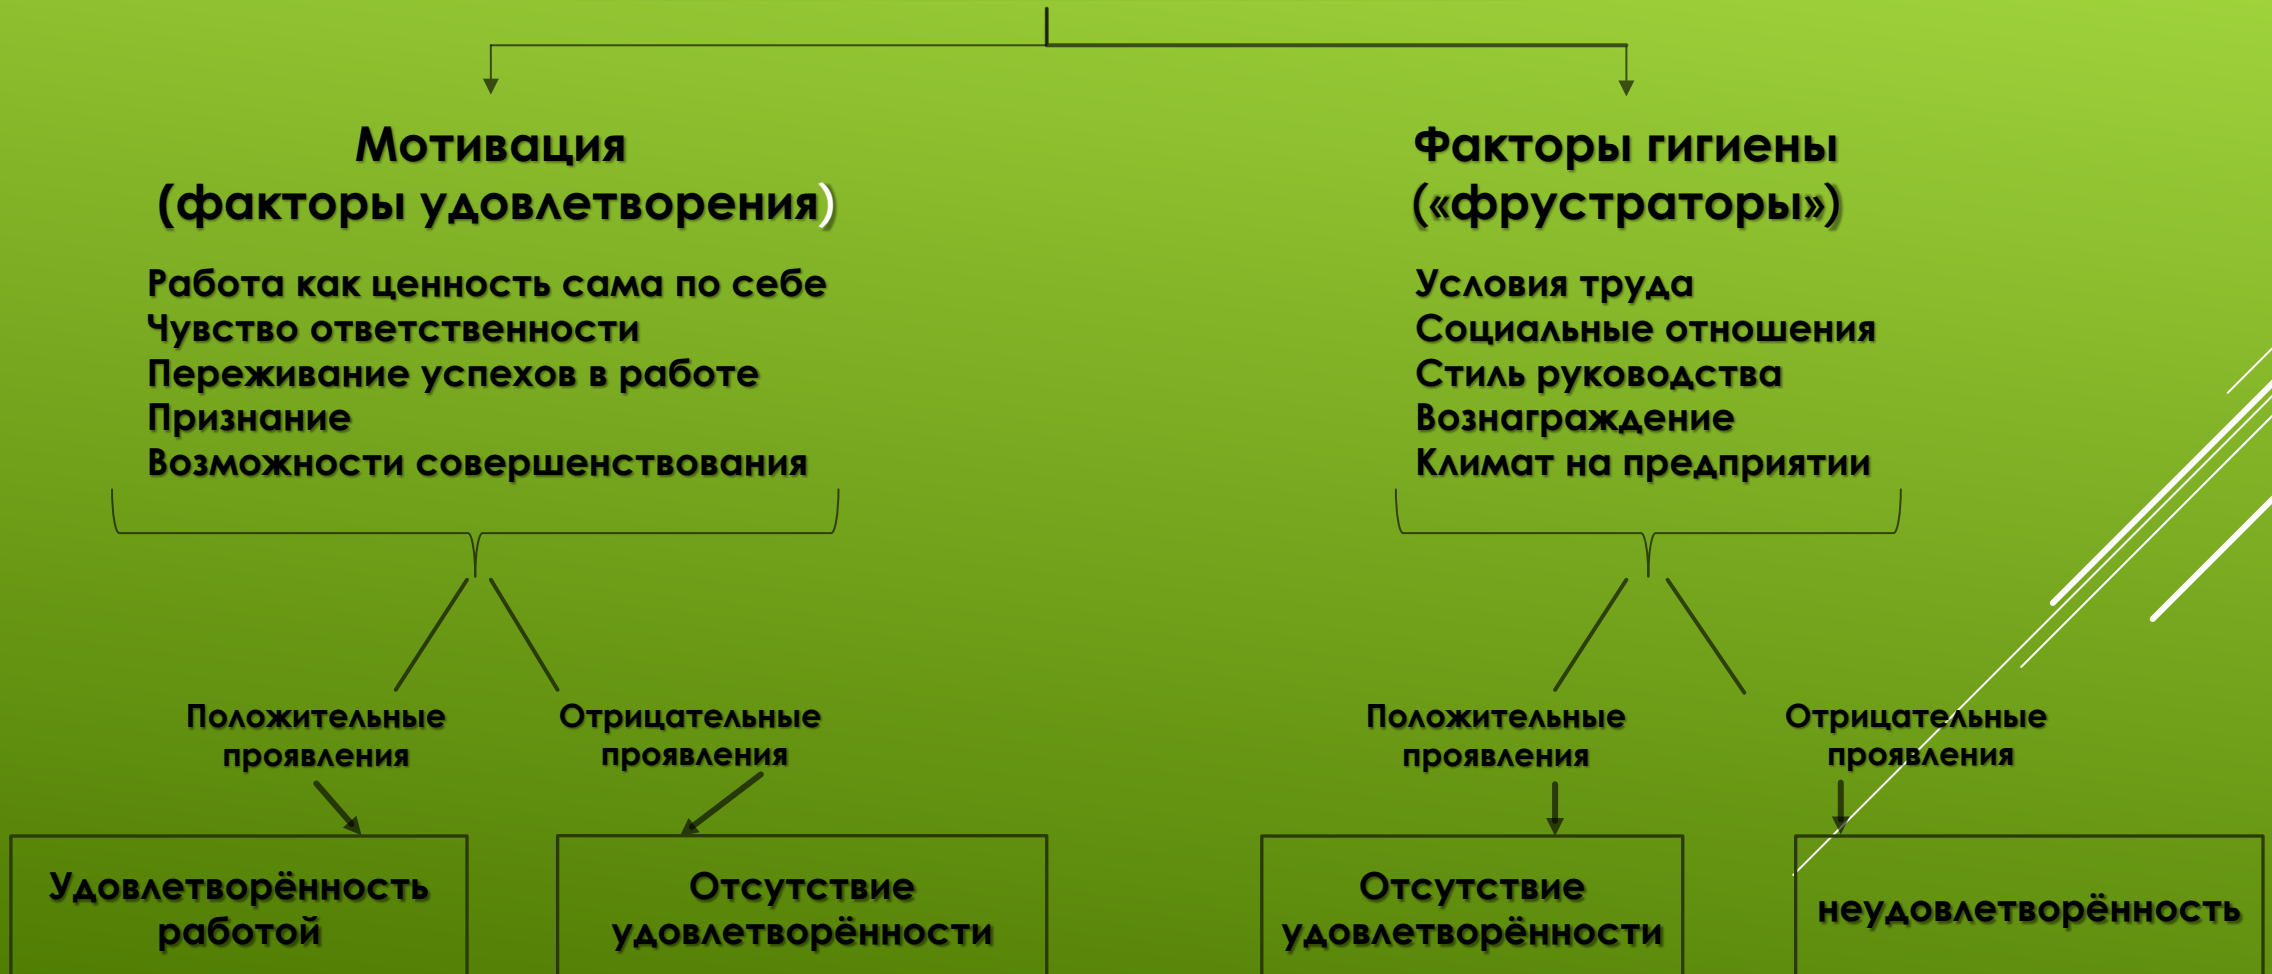 Мотивация
(факторы удовлетворения)
Работа как ценность сама по себе
Чувство ответственности
Переживание успехов в работе
Признание
Возможности совершенствования
Положительные
проявления
Отрицательные
проявления
Удовлетворённость
работой
Отсутствие
удовлетворённости
Факторы гигиены
(«фрустраторы»)
Условия труда
Социальные отношения
Стиль руководства
Вознаграждение
Климат на предприятии
Положительные
проявления
Отрицательные
проявления
Отсутствие
удовлетворённости
неудовлетворённость